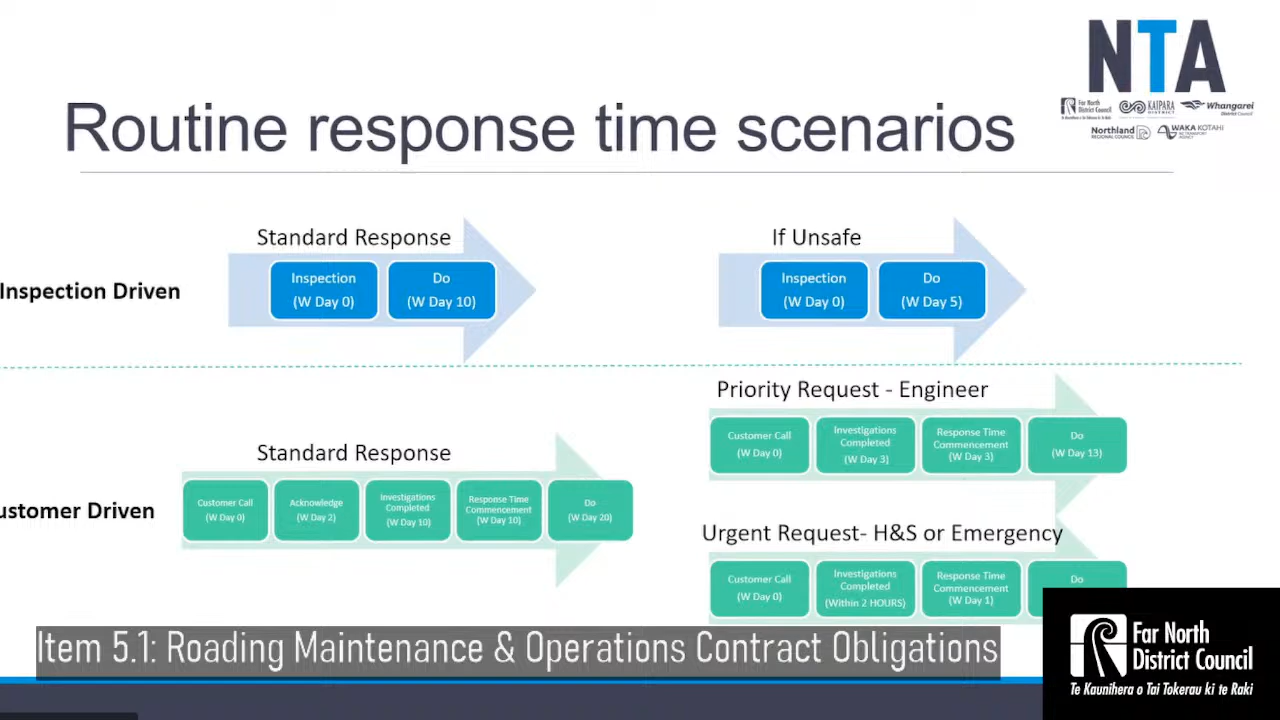 NTA
Far North
District Council
KAIPARA
DISTRICT
Whangarei
District Council
Northland
REGIONAL COUNCIL
WAKA KOTAHI
NZ TRANSPORT
AGENCY
Routine response time scenarios
Inspection Driven
Standard Response
Inspection
(W Day 0)
Do
(W Day 10)
If Unsafe
Inspection
(W Day 0)
Do
(W Day 5)
ustomer Driven
Standard Response
Customer Call
(W Day 0)
Acknowledge
(W Day 2)
Investigations
Completed
(W Day 10)
Response Time
Commencement
(W Day 10)
Do
(W Day 20)
Priority Request - Engineer
Customer Call
(W Day 0)
Investigations
Completed
(W Day 3)
Response Time
Commencement
(W Day 3)
Do
(W Day 13)
Urgent Request- H&S or Emergency
Customer Call
(W Day 0)
Investigations
Completed
(Within 2 HOURS)
Response Time
Commencement
(W Day 1)
Do
Item 5.1: Roading Maintenance & Operations Contract Obligations
Far North
District Council
Te Kaunihera o Tai Tokerau ki te Raki